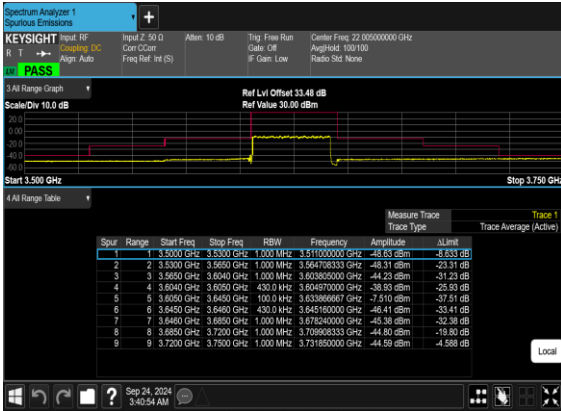 Spectrum Analyzer 1
Spurious Emissions
KEYSIGHT Input: RF Input Z: 50 Ω Atten: 10 dB Trig: Free Run Center Freq: 22.005000000 GHz
R T Coupling: DC Corr CCorr Gate: Off Avg|Hold: 100/100
Align: Auto Freq Ref: Int (S) IF Gain: Low Radio Std: None
LXI PASS
3 All Range Graph
Ref Lvl Offset 33.48 dB
Scale/Div 10.0 dB Ref Value 30.00 dBm
20.0
0.00
-20.0
-40.0
-60.0
Start 3.500 GHz Stop 3.750 GHz
4 All Range Table
Measure Trace Trace 1
Trace Type Trace Average (Active)
Spur Range Start Freq Stop Freq RBW Frequency Amplitude ΔLimit
1 1 3.5000 GHz 3.5300 GHz 1.000 MHz 3.511000000 GHz -48.63 dBm -8.633 dB
2 2 3.5300 GHz 3.5650 GHz 1.000 MHz 3.564708333 GHz -48.31 dBm -23.31 dB
3 3 3.5650 GHz 3.6040 GHz 1.000 MHz 3.603805000 GHz -44.23 dBm -31.23 dB
4 4 3.6040 GHz 3.6050 GHz 430.0 kHz 3.604970000 GHz -38.93 dBm -25.93 dB
5 5 3.6050 GHz 3.6450 GHz 100.0 kHz 3.633866667 GHz -7.510 dBm -37.51 dB
6 6 3.6450 GHz 3.6460 GHz 430.0 kHz 3.645160000 GHz -46.41 dBm -33.41 dB
7 7 3.6460 GHz 3.6850 GHz 1.000 MHz 3.678240000 GHz -45.38 dBm -32.38 dB
8 8 3.6850 GHz 3.7200 GHz 1.000 MHz 3.709908333 GHz -44.80 dBm -19.80 dB
9 9 3.7200 GHz 3.7500 GHz 1.000 MHz 3.731850000 GHz -44.59 dBm -4.588 dB
Local
Sep 24, 2024
3:40:54 AM